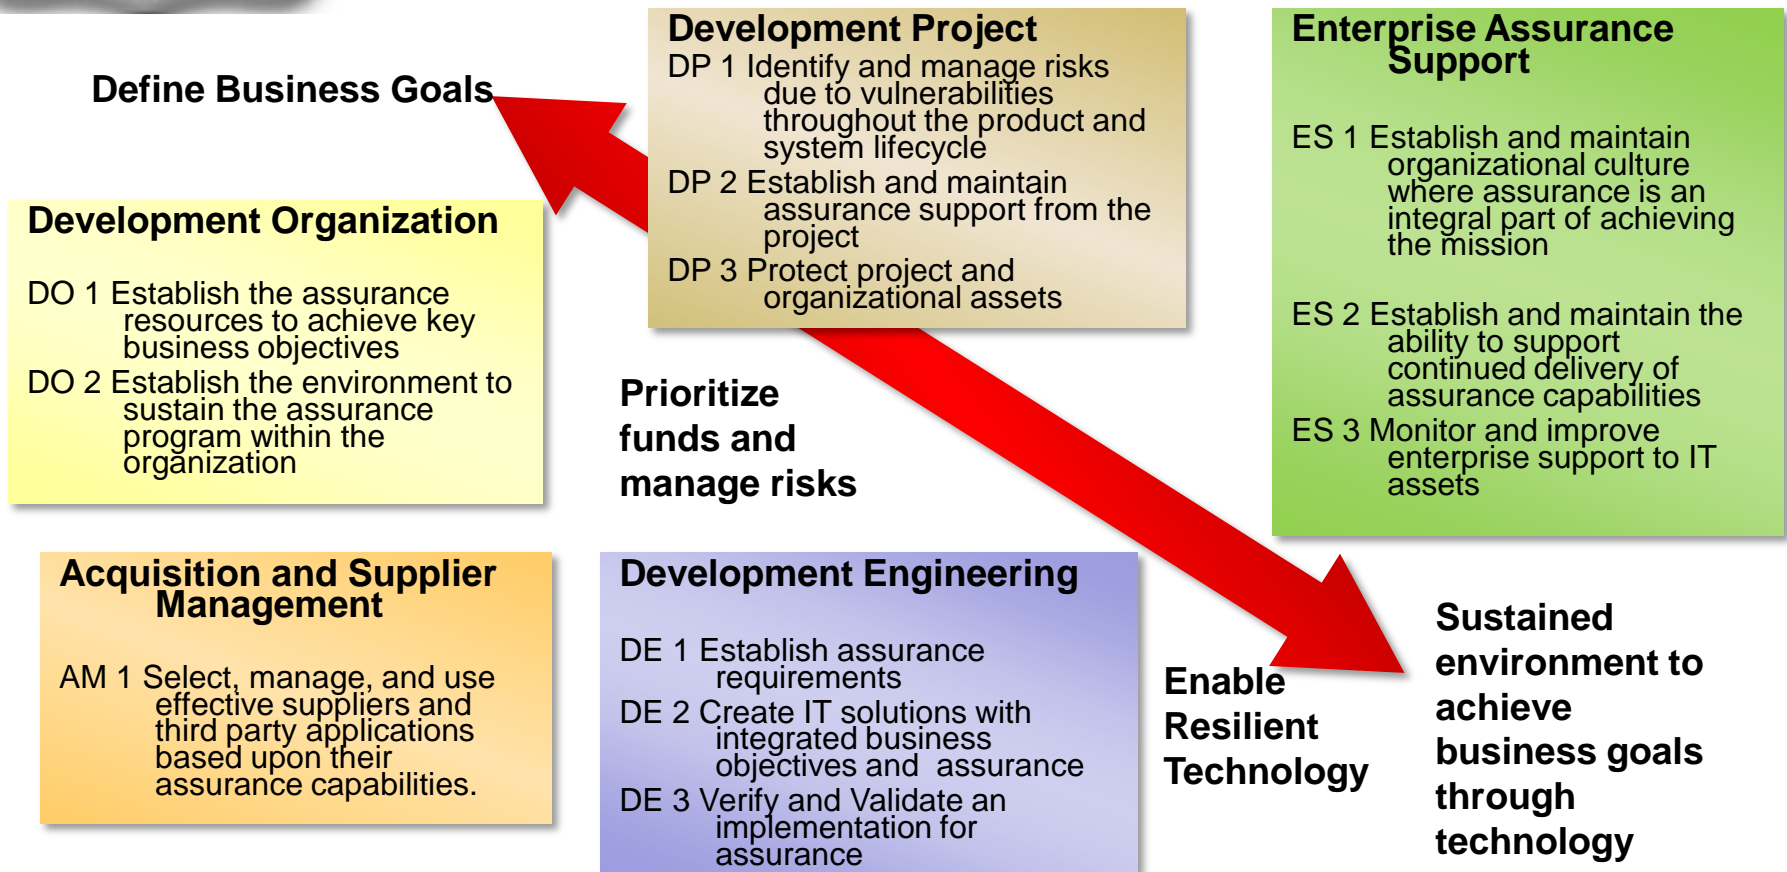 Define Business Goals
Development Organization
DO 1 Establish the assurance
resources to achieve key
business objectives
DO 2 Establish the environment to
sustain the assurance
program within the
organization
Acquisition and Supplier
Management
AM 1 Select, manage, and use
effective suppliers and
third party applications
based upon their
assurance capabilities.
Development Project
DP 1 Identify and manage risks
due to vulnerabilities
throughout the product and
system lifecycle
DP 2 Establish and maintain
assurance support from the
project
DP 3 Protect project and
organizational assets
Prioritize
funds and
manage risks
Development Engineering
DE 1 Establish assurance
requirements
DE 2 Create IT solutions with
integrated business
objectives and  assurance
DE 3 Verify and Validate an
implementation for
assurance
Enterprise Assurance
Support
ES 1 Establish and maintain
organizational culture
where assurance is an
integral part of achieving
the mission
ES 2 Establish and maintain the
ability to support
continued delivery of
assurance capabilities
ES 3 Monitor and improve
enterprise support to IT
assets
Enable
Resilient
Technology
Sustained
environment to
achieve
business goals
through
technology